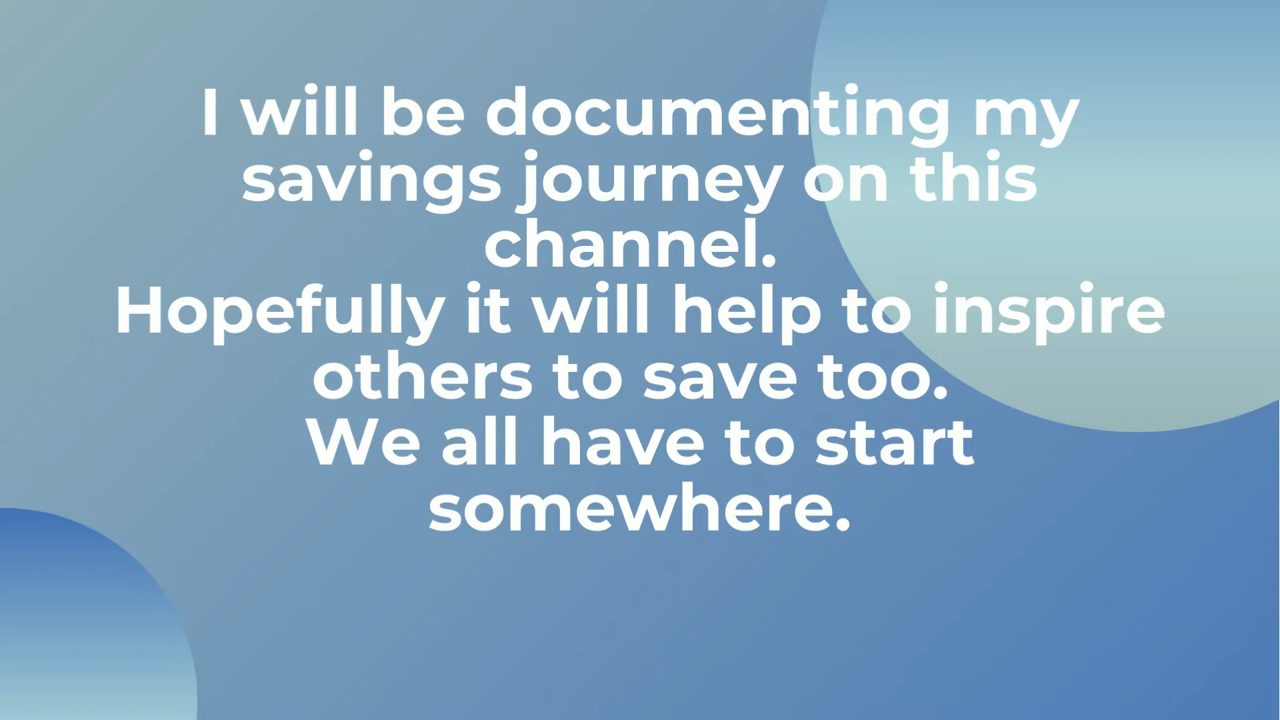 I will be documenting my
savings journey on this
channel.
Hopefully it will help to inspire
others to save too.
We all have to start
somewhere.